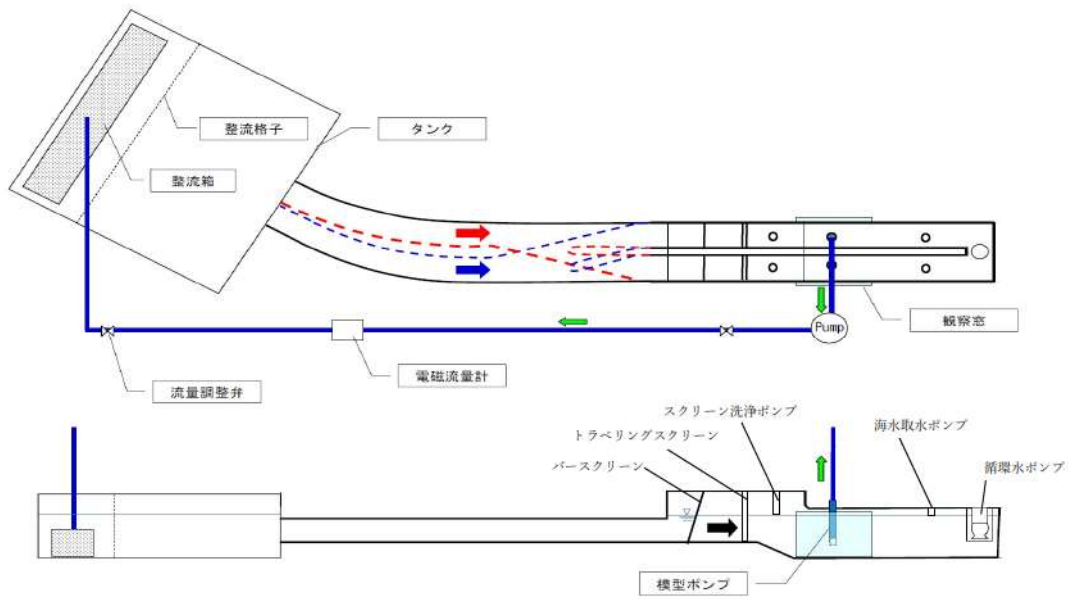 整流格子
タンク
整流箱
観察窓
Pump
電磁流量計
流量調整弁
スクリーン洗浄ポンプ
トラベリングスクリーン
バースクリーン
海水取水ポンプ
循環水ポンプ
模型ポンプ